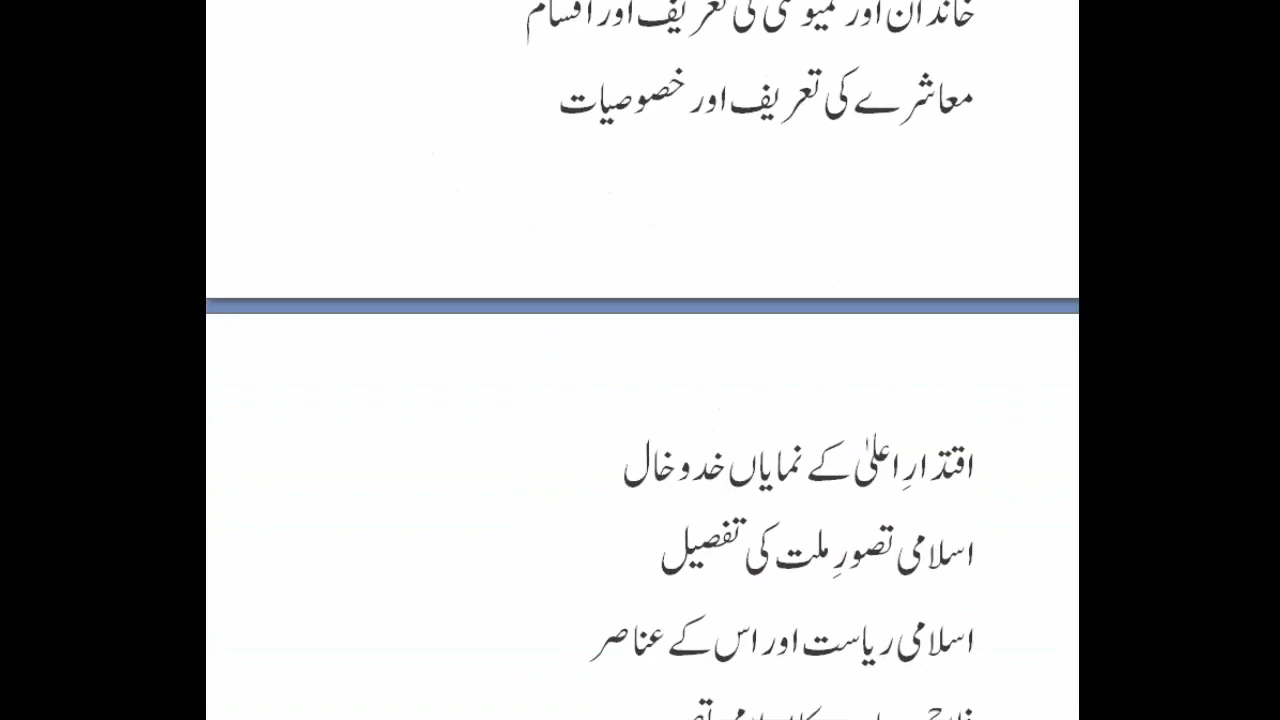 خاندان اور کمیونٹی کی تعریف اور اقسام
معاشرے کی تعریف اور خصوصیات
اقتدارِ اعلیٰ کے نمایاں خدوخال
اسلامی تصورِ ملت کی تفصیل
اسلامی ریاست اور اس کے عناصر